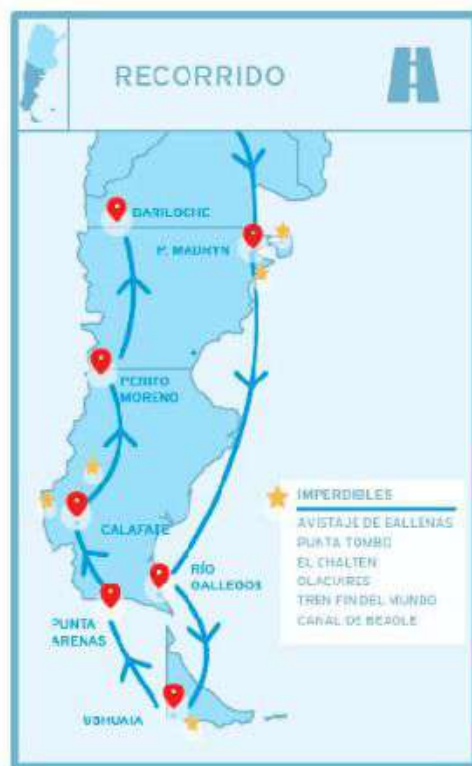 RECORRIDO
BARILOCHE
P. MADRYN
PERITO
MORENO
CALAFATE
RÍO
GALLEGOS
PUNTA
ARENAS
USHUAIA
IMPERDIBLES
AVISTAJE DE BALLENAS
PUNTA TOMBO
EL CHALTEN
GLACIARES
TREN FIN DEL MUNDO
CANAL DE BEAGLE